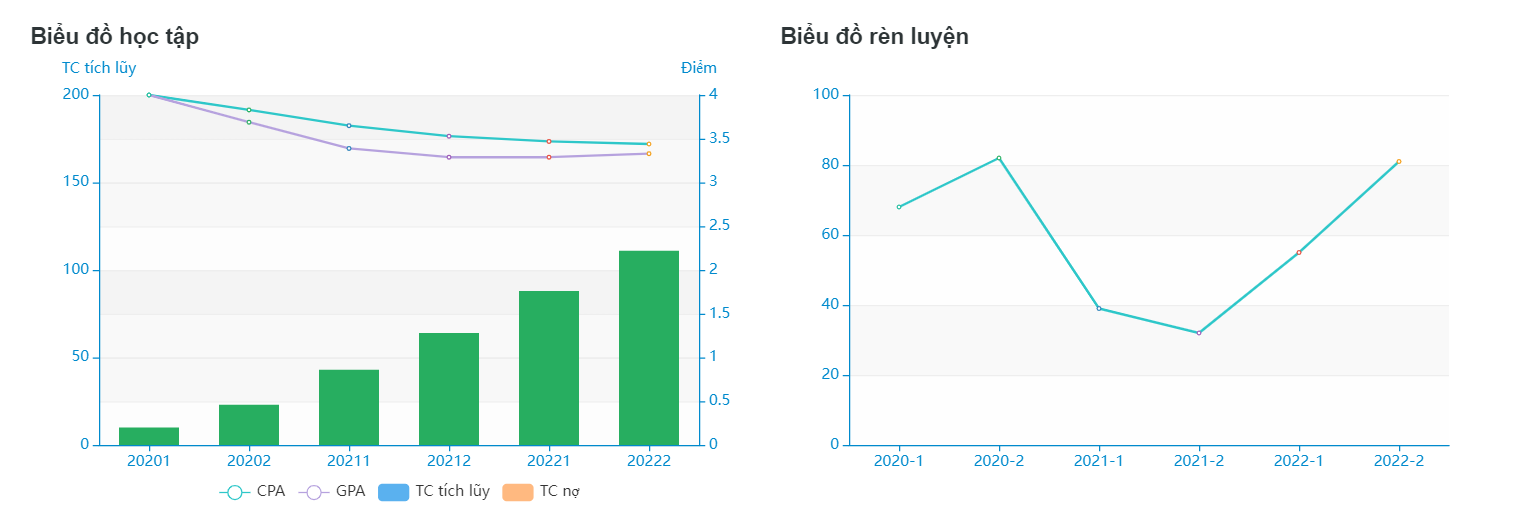 Biểu đồ học tập
TC tích lũy Điểm
200 4
3.5
150 3
2.5
100 2
1.5
50 1
0.5
0 0
20201 20202 20211 20212 20221 20222
CPA GPA TC tích lũy TC nợ
Biểu đồ rèn luyện
100
80
60
40
20
0
2020-1 2020-2 2021-1 2021-2 2022-1 2022-2